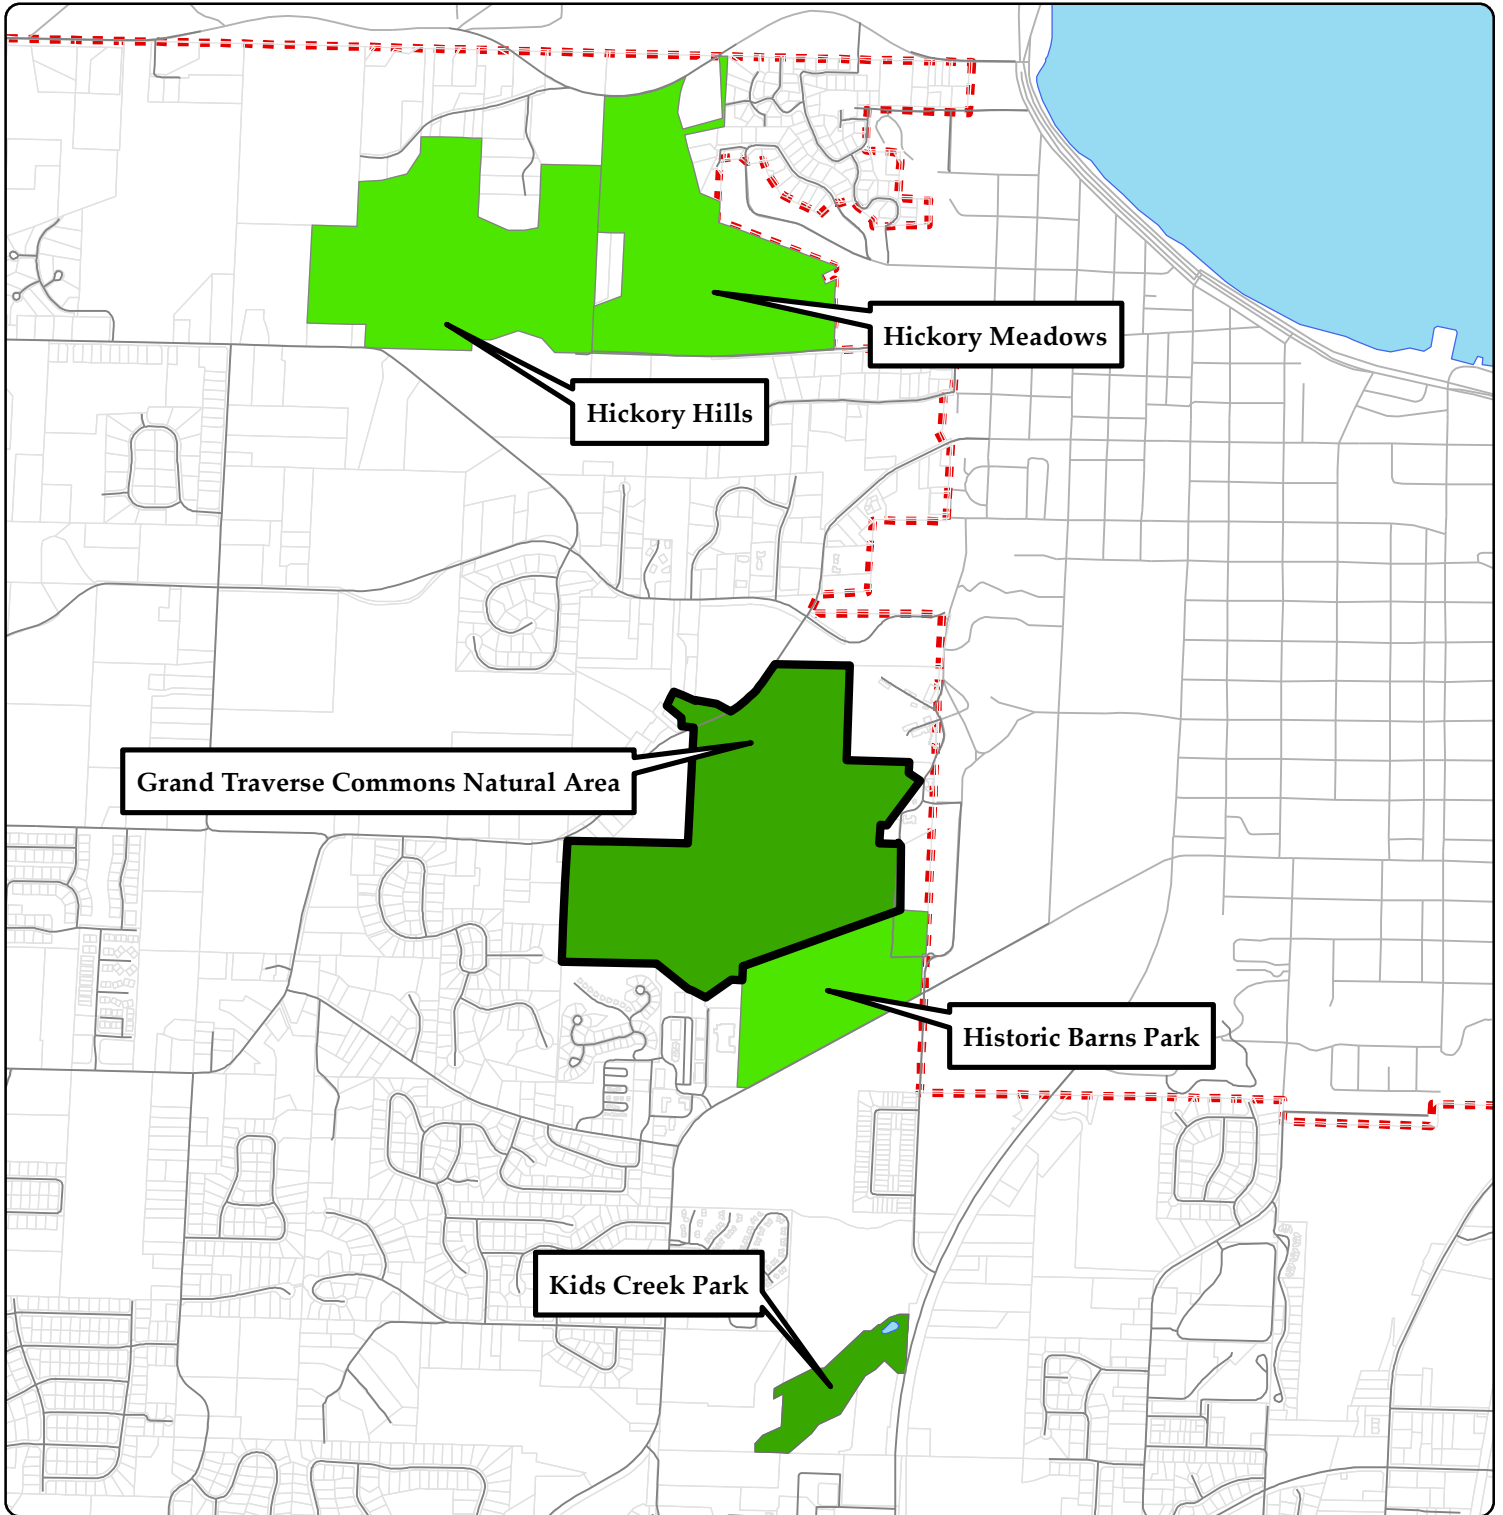 Hickory Meadows
Hickory Hills
Grand Traverse Commons Natural Area
Historic Barns Park
Kids Creek Park